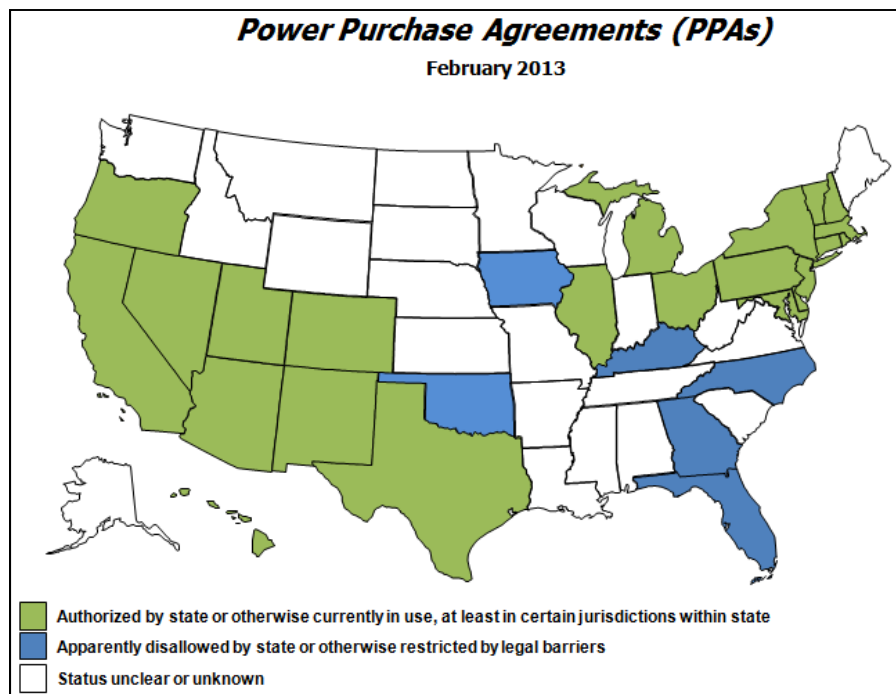 Power Purchase Agreements (PPAs)
February 2013
Authorized by state or otherwise currently in use, at least in certain jurisdictions within state
Apparently disallowed by state or otherwise restricted by legal barriers
Status unclear or unknown